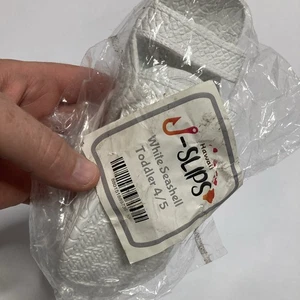 Hawaii
J-SLIPS
White Seashell
Toddler 4/5